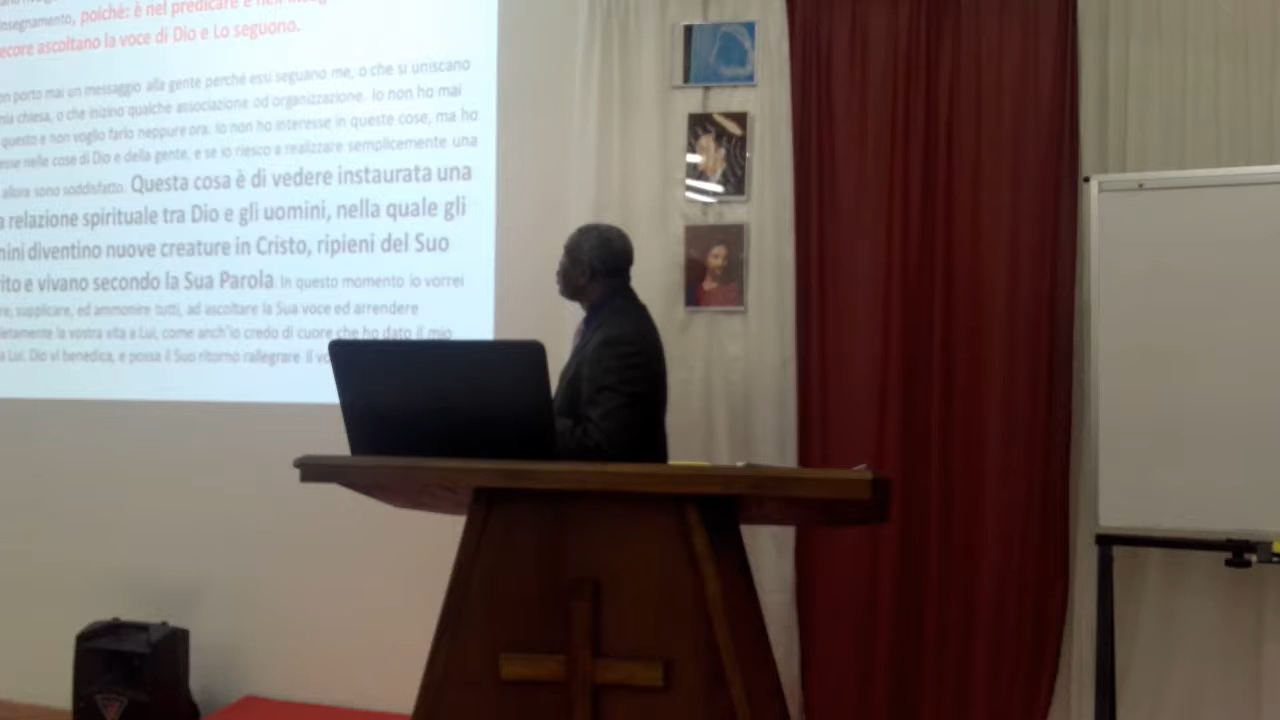 insegnamento, poiché: è nel predicare e
ecore ascoltano la voce di Dio e Lo seguono.
on porto mai un messaggio alla gente perché essi seguano me, o che si uniscano
mia chiesa, o che inizino qualche associazione od organizzazione. Io non ho mai
questo e non voglio farlo neppure ora. Io non ho interesse in queste cose, ma ho
esse nelle cose di Dio e della gente, e se io riesco a realizzare semplicemente una
allora sono soddisfatto. Questa cosa è di vedere instaurata una
a relazione spirituale tra Dio e gli uomini, nella quale gli
mini diventino nuove creature in Cristo, ripieni del Suo
rito e vivano secondo la Sua Parola. In questo momento io vorrei
re, supplicare, ed ammonire tutti, ad ascoltare la Sua voce ed arrendere
letamente la vostra vita a Lui, come anch'io credo di cuore che ho dato il mio
a Lui. Dio vi benedica, e possa il Suo ritorno rallegrare il